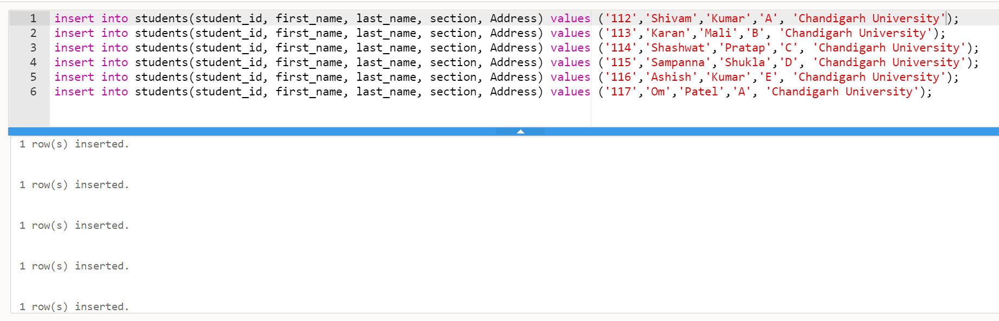 1 insert into students(student_id, first_name, last_name, section, Address) values ('112','Shivam','Kumar','A', 'Chandigarh University');
2 insert into students(student_id, first_name, last_name, section, Address) values ('113','Karan','Mali','B', 'Chandigarh University');
3 insert into students(student_id, first_name, last_name, section, Address) values ('114','Shashwat','Pratap','C', 'Chandigarh University');
4 insert into students(student_id, first_name, last_name, section, Address) values ('115','Sampanna','Shukla','D', 'Chandigarh University');
5 insert into students(student_id, first_name, last_name, section, Address) values ('116','Ashish','Kumar','E', 'Chandigarh University');
6 insert into students(student_id, first_name, last_name, section, Address) values ('117','Om','Patel','A', 'Chandigarh University');
1 row(s) inserted.
1 row(s) inserted.
1 row(s) inserted.
1 row(s) inserted.
1 row(s) inserted.